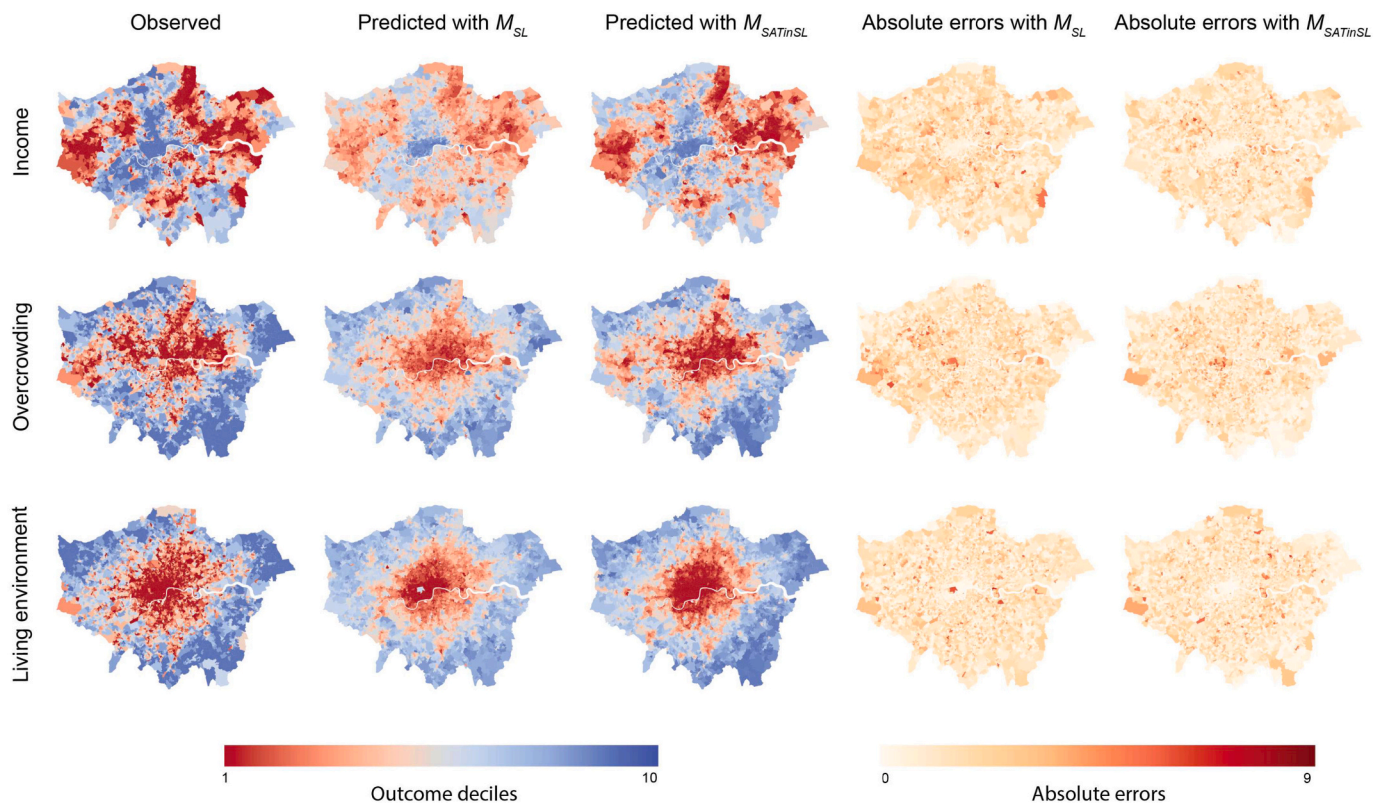 Observed
Predicted with M_SL
Predicted with M_SATinSL
Absolute errors with M_SL
Absolute errors with M_SATinSL
Income
Overcrowding
Living environment
1
10
Outcome deciles
0
9
Absolute errors